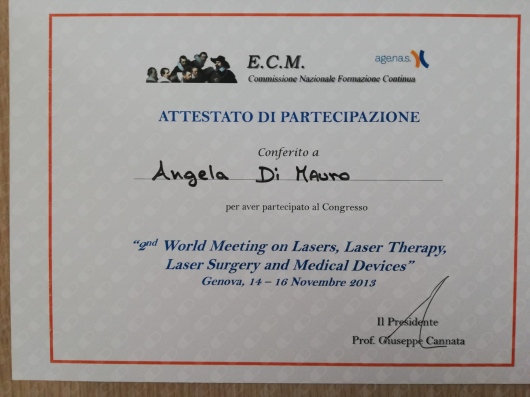 E.C.M.
agenas.
Commissione Nazionale Formazione Continua
ATTESTATO DI PARTECIPAZIONE
Conferito a
Angela Di Mauro
per aver partecipato al Congresso
“2nd World Meeting on Lasers, Laser Therapy,
Laser Surgery and Medical Devices”
Genova, 14 – 16 Novembre 2013
Il Presidente
Prof. Giuseppe Cannata